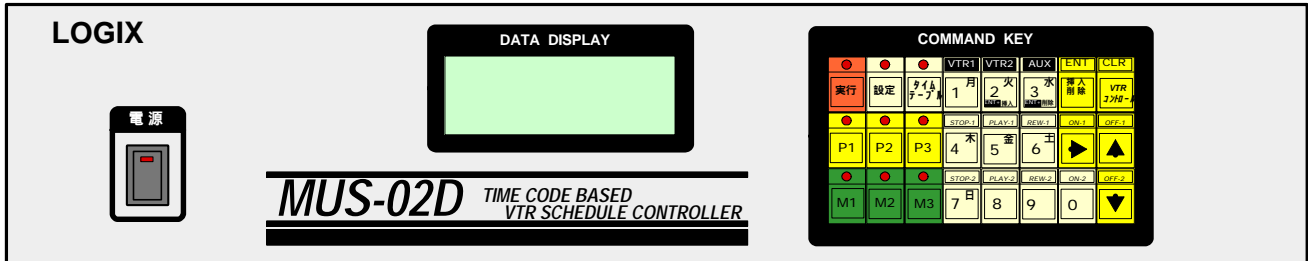 LOGIX
電源
DATA DISPLAY
MUS-02D
TIME CODE BASED
VTR SCHEDULE CONTROLLER
COMMAND KEY
VTR1 VTR2 AUX ENT CLR
実行 設定 タイム
テーブル
1 月 2 火 3 水
ENT=挿入 ENT=削除
挿入
削除
VTR
コントロール
STOP-1 PLAY-1 REW-1 ON-1 OFF-1
P1 P2 P3 4 木 5 金 6 土
STOP-2 PLAY-2 REW-2 ON-2 OFF-2
M1 M2 M3 7 日 8 9 0